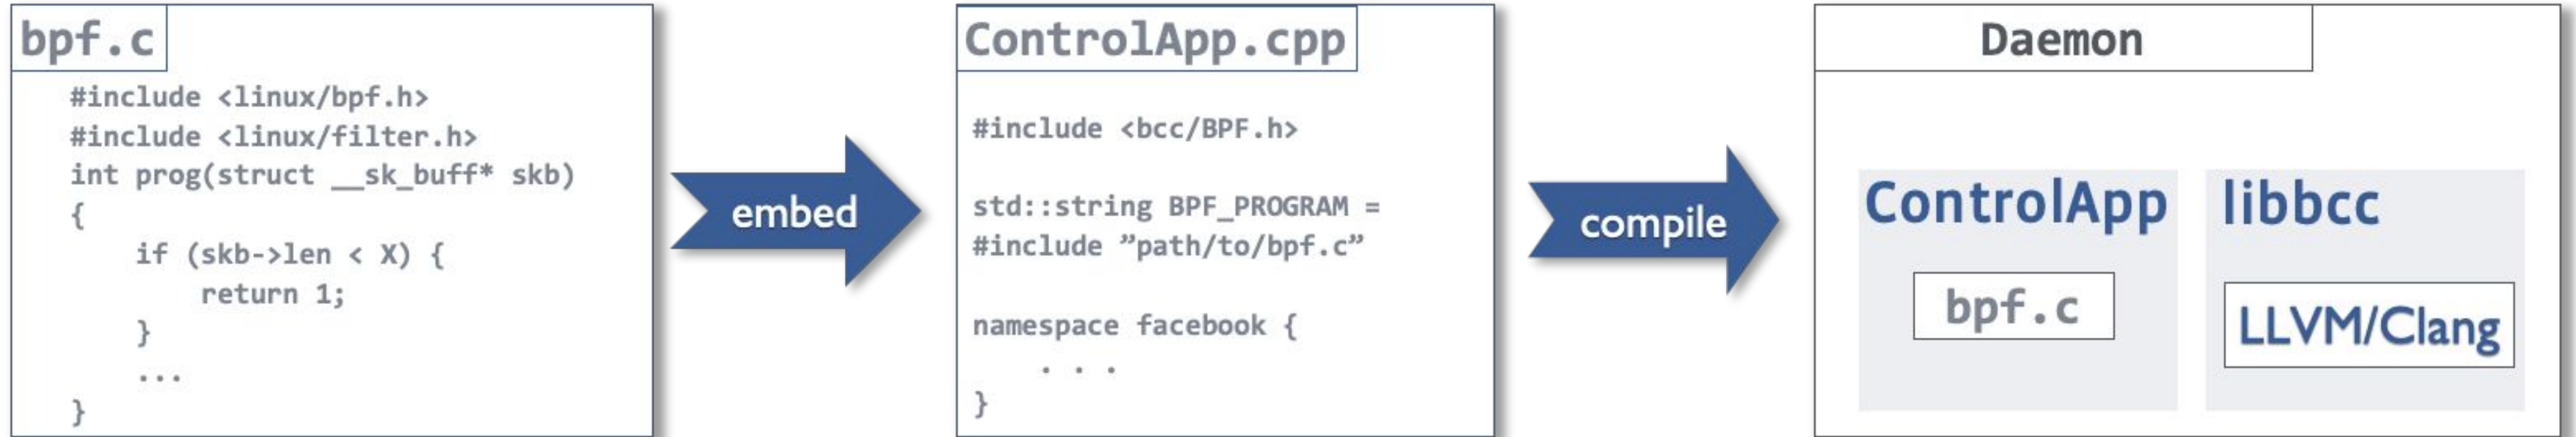 bpf.c
#include <linux/bpf.h>
#include <linux/filter.h>
int prog(struct __sk_buff* skb)
{
    if (skb->len < X) {
        return 1;
    }
    ...
}
embed
ControlApp.cpp
#include <bcc/BPF.h>
std::string BPF_PROGRAM =
#include ”path/to/bpf.c”
namespace facebook {
    . . .
}
compile
Daemon
ControlApp
bpf.c
libbcc
LLVM/Clang